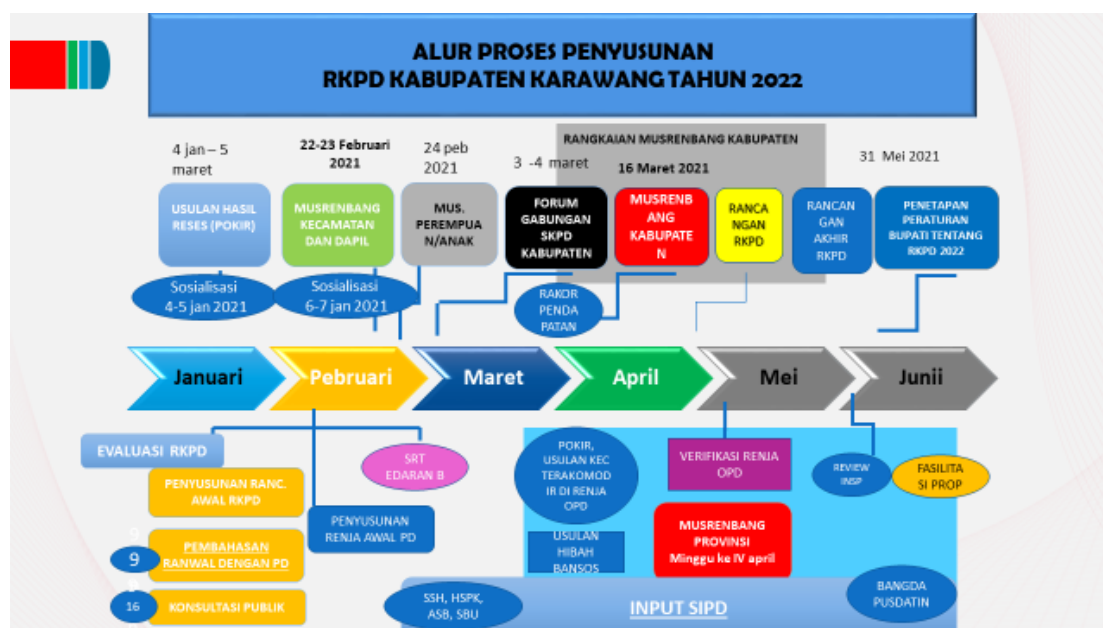 ALUR PROSES PENYUSUNAN
RKPD KABUPATEN KARAWANG TAHUN 2022
4 jan – 5
maret
22-23 Februari
2021
24 peb
2021
3 -4 maret
RANGKAIAN MUSRENBANG KABUPATEN
16 Maret 2021
31 Mei 2021
USULAN HASIL
RESES (POKIR)
MUSRENBANG
KECAMATAN
DAN DAPIL
MUS.
PEREMPUA
N/ANAK
FORUM
GABUNGAN
SKPD
KABUPATEN
MUSRENB
ANG
KABUPATE
N
RANCA
NGAN
RKPD
RANCAN
GAN
AKHIR
RKPD
PENETAPAN
PERATURAN
BUPATI TENTANG
RKPD 2022
Sosialisasi
4-5 jan 2021
Sosialisasi
6-7 jan 2021
RAKOR
PENDA
PATAN
Januari
Pebruari
Maret
April
Mei
Junii
EVALUASI RKPD
PENYUSUNAN RANC.
AWAL RKPD
9
PEMBAHASAN
RANWAL DENGAN PD
16
KONSULTASI PUBLIK
PENYUSUNAN
RENJA AWAL PD
SRT
EDARAN B
POKIR,
USULAN KEC
TERAKOMOD
IR DI RENJA
OPD
USULAN
HIBAH
BANSOS
VERIFIKASI RENJA
OPD
MUSRENBANG
PROVINSI
Minggu ke IV april
REVIEW
INSP
FASILITA
SI PROP
SSH, HSPK,
ASB, SBU
INPUT SIPD
BANGDA
PUSDATIN